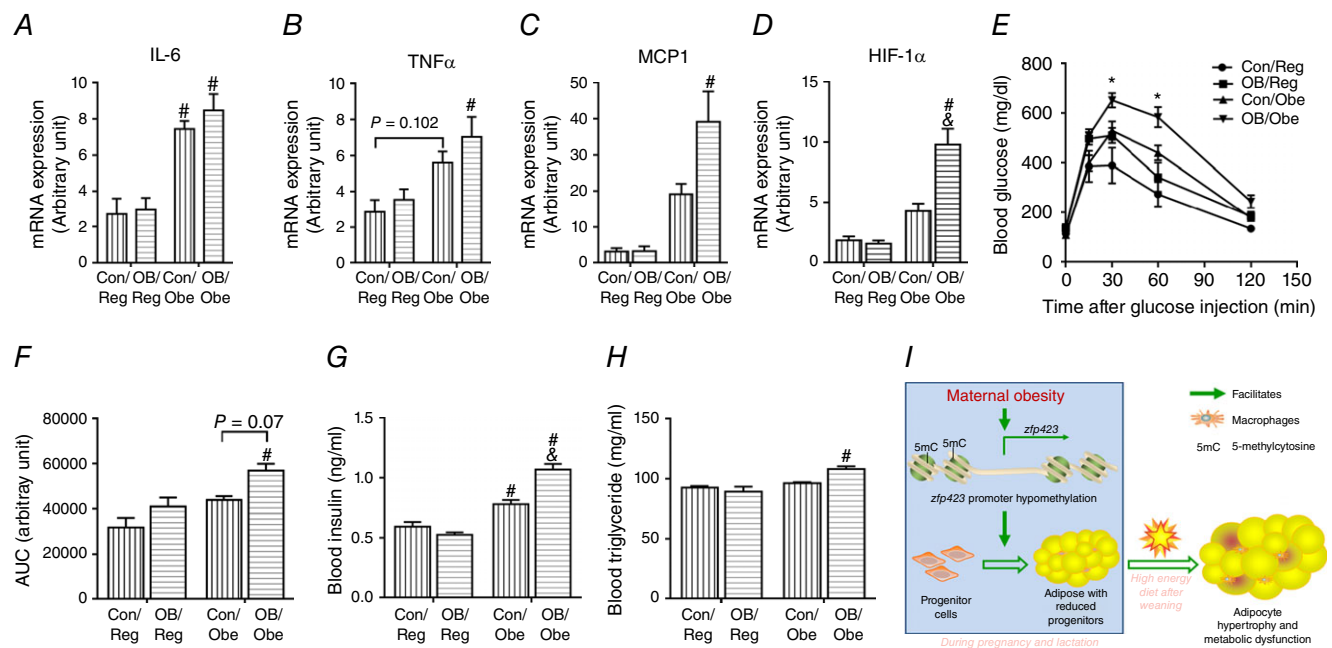 A
IL-6
mRNA expression
(Arbitrary unit)
10
8
6
4
2
0
#
#
Con/ OB/ Con/ OB/
Reg Reg Obe Obe
B
TNFα
mRNA expression
(Arbitrary unit)
10
8
6
4
2
0
P = 0.102
#
Con/ OB/ Con/ OB/
Reg Reg Obe Obe
C
MCP1
mRNA expression
(Arbitrary unit)
50
40
30
20
10
0
#
Con/ OB/ Con/ OB/
Reg Reg Obe Obe
D
HIF-1α
mRNA expression
(Arbitrary unit)
15
10
5
0
#
&
Con/ OB/ Con/ OB/
Reg Reg Obe Obe
E
Blood glucose (mg/dl)
800
600
400
200
0
* *
Con/Reg
OB/Reg
Con/Obe
OB/Obe
0 30 60 90 120 150
Time after glucose injection (min)
F
AUC (arbitray unit)
80000
60000
40000
20000
0
P = 0.07
#
Con/ OB/ Con/ OB/
Reg Reg Obe Obe
G
Blood insulin (ng/ml)
1.5
1.0
0.5
0.0
#
#
&
Con/ OB/ Con/ OB/
Reg Reg Obe Obe
H
Blood triglyceride (mg/ml)
150
100
50
0
#
Con/ OB/ Con/ OB/
Reg Reg Obe Obe
I
Maternal obesity
zfp423
5mC 5mC
zfp423 promoter hypomethylation
Progenitor
cells
Adipose with
reduced
progenitors
During pregnancy and lactation
High energy
diet after
weaning
Facilitates
Macrophages
5mC 5-methylcytosine
Adipocyte
hypertrophy and
metabolic dysfunction